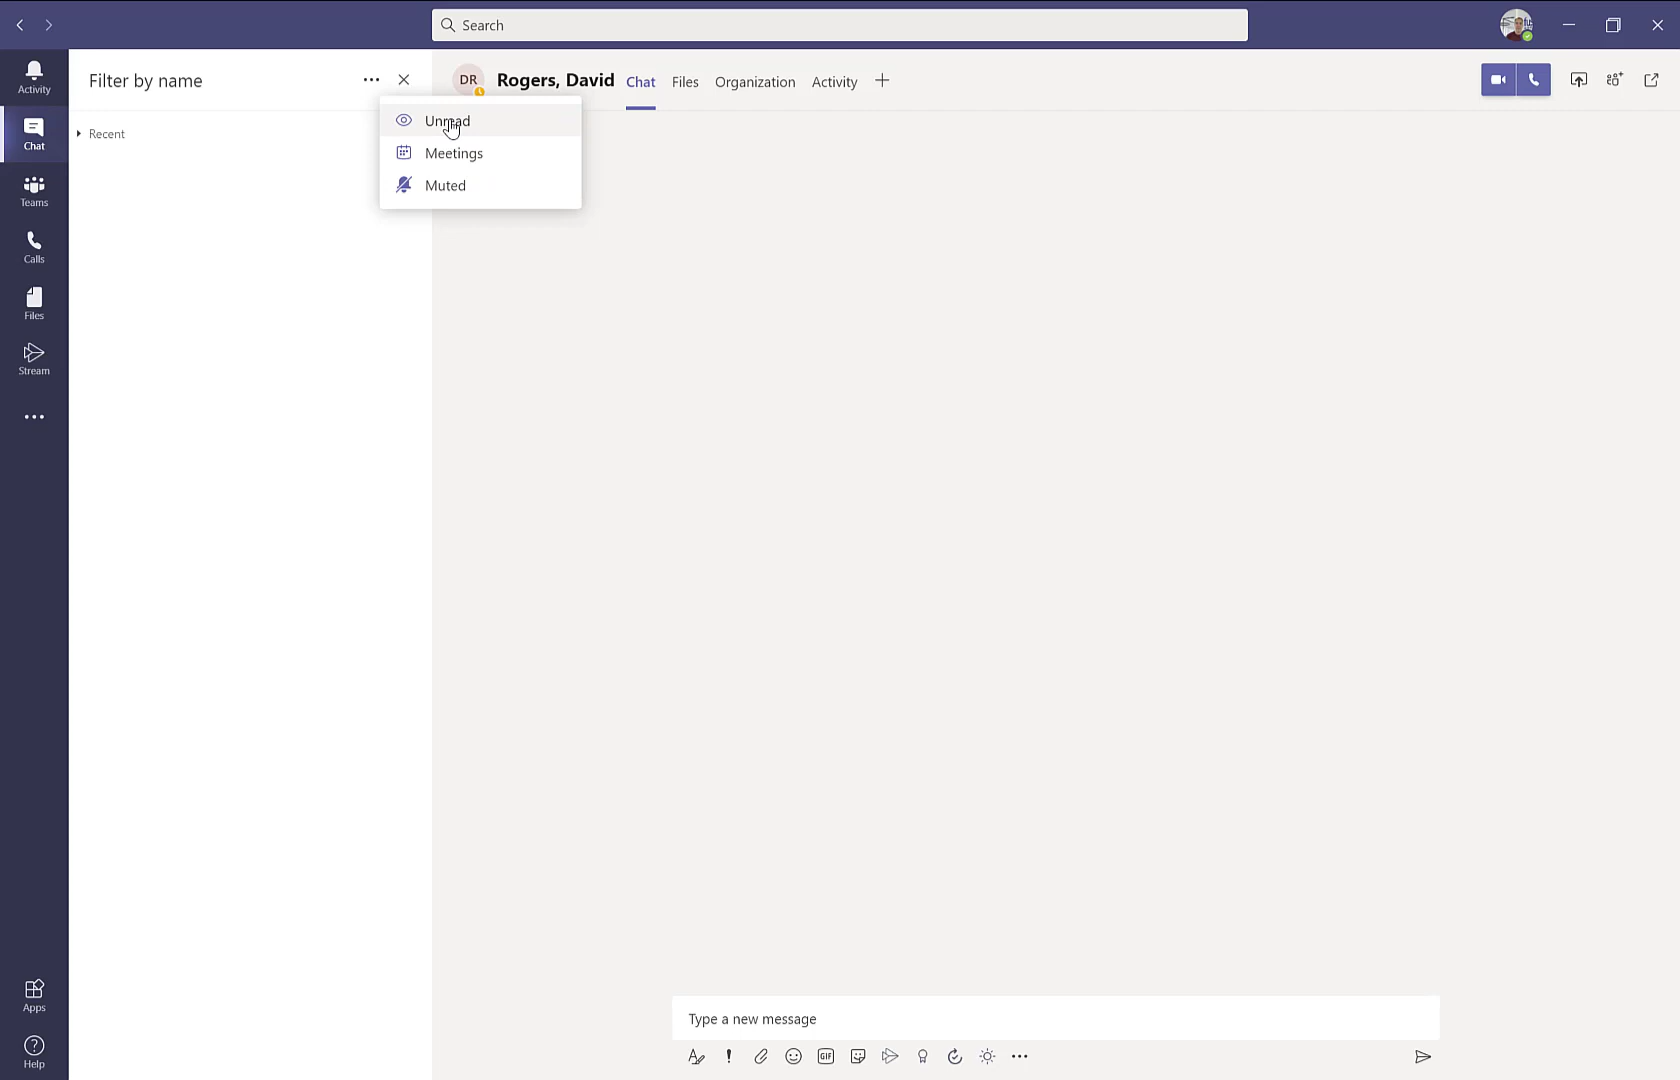 Search
Activity
Chat
Teams
Calls
Files
Stream
Apps
Help
Filter by name
Recent
Unread
Meetings
Muted
DR
Rogers, David
Chat
Files
Organization
Activity
Type a new message
GIF